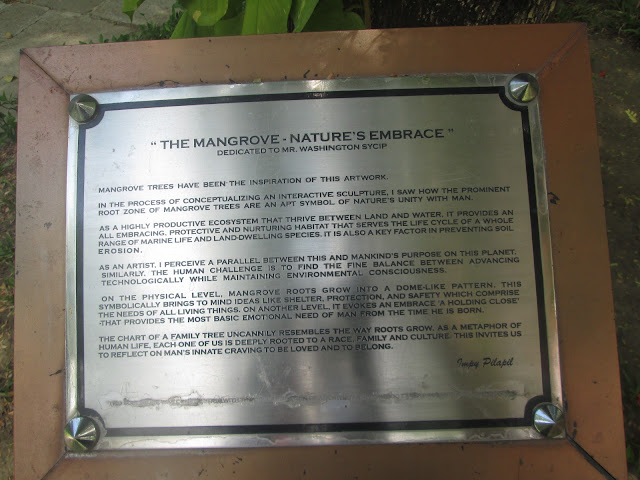 " THE MANGROVE - NATURE'S EMBRACE "
DEDICATED TO MR. WASHINGTON SYCIP
MANGROVE TREES HAVE BEEN THE INSPIRATION OF THIS ARTWORK.
IN THE PROCESS OF CONCEPTUALIZING AN INTERACTIVE SCULPTURE, I SAW HOW THE PROMINENT
ROOT ZONE OF MANGROVE TREES ARE AN APT SYMBOL OF NATURE'S UNITY WITH MAN.
AS A HIGHLY PRODUCTIVE ECOSYSTEM THAT THRIVE BETWEEN LAND AND WATER, IT PROVIDES AN
ALL EMBRACING, PROTECTIVE AND NURTURING HABITAT THAT SERVES THE LIFE CYCLE OF A WHOLE
RANGE OF MARINE LIFE AND LAND-DWELLING SPECIES. IT IS ALSO A KEY FACTOR IN PREVENTING SOIL
EROSION.
AS AN ARTIST, I PERCEIVE A PARALLEL BETWEEN THIS AND MANKIND'S PURPOSE ON THIS PLANET.
SIMILARLY, THE HUMAN CHALLENGE IS TO FIND THE FINE BALANCE BETWEEN ADVANCING
TECHNOLOGICALLY WHILE MAINTAINING ENVIRONMENTAL CONSCIOUSNESS.
ON THE PHYSICAL LEVEL, MANGROVE ROOTS GROW INTO A DOME-LIKE PATTERN. THIS
SYMBOLICALLY BRINGS TO MIND IDEAS LIKE SHELTER, PROTECTION, AND SAFETY WHICH COMPRISE
THE NEEDS OF ALL LIVING THINGS. ON ANOTHER LEVEL, IT EVOKES AN EMBRACE 'A HOLDING CLOSE'
-THAT PROVIDES THE MOST BASIC EMOTIONAL NEED OF MAN FROM THE TIME HE IS BORN.
THE CHART OF A FAMILY TREE UNCANNILY RESEMBLES THE WAY ROOTS GROW. AS A METAPHOR OF
HUMAN LIFE, EACH ONE OF US IS DEEPLY ROOTED TO A RACE, FAMILY AND CULTURE. THIS INVITES US
TO REFLECT ON MAN'S INNATE CRAVING TO BE LOVED AND TO BELONG.
Impy Pilapil